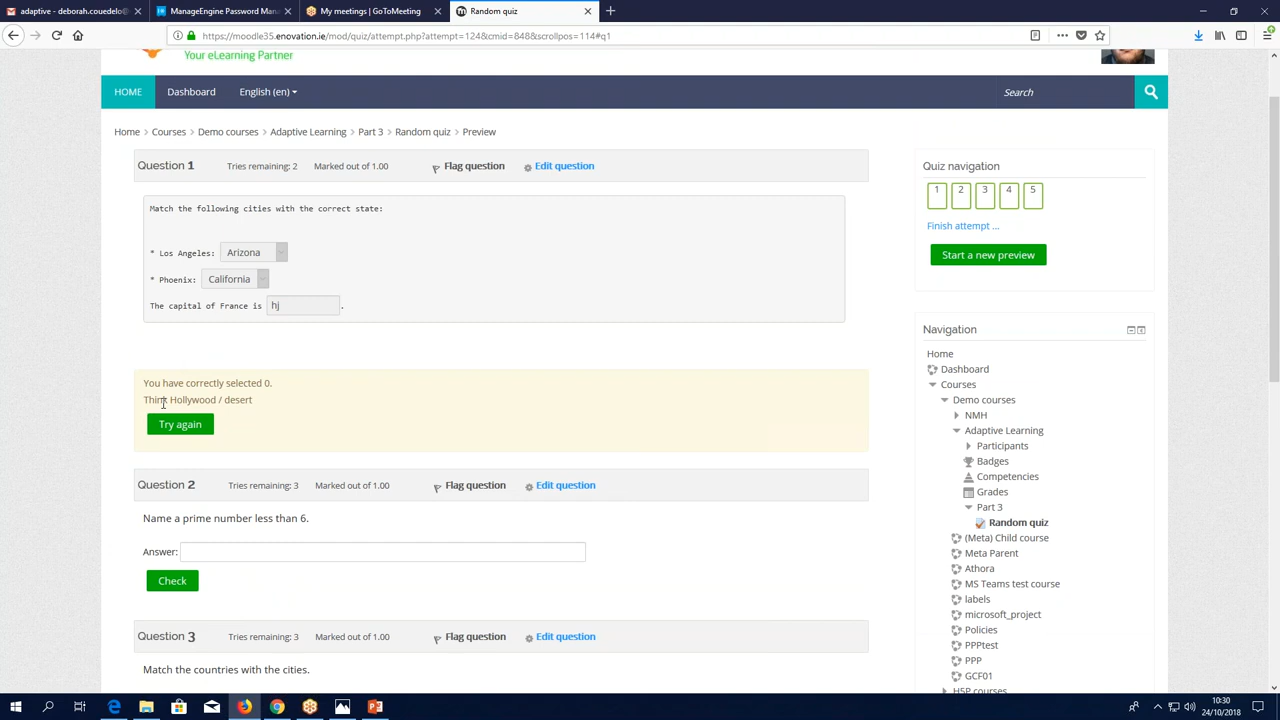 adaptive - deborah.couedelo
ManageEngine Password Man
My meetings | GoToMeeting
Random quiz
https://moodle35.enovation.ie/mod/quiz/attempt.php?attempt=124&cmid=848&scrollpos=114#q1
Your eLearning Partner
HOME
Dashboard
English (en)
Search
Home
Courses
Demo courses
Adaptive Learning
Part 3
Random quiz
Preview
Question 1
Tries remaining: 2
Marked out of 1.00
Flag question
Edit question
Match the following cities with the correct state:
* Los Angeles: Arizona
* Phoenix: California
The capital of France is hj .
You have correctly selected 0.
Think Hollywood / desert
Try again
Question 2
Tries remaining: 3
Marked out of 1.00
Flag question
Edit question
Name a prime number less than 6.
Answer:
Check
Question 3
Tries remaining: 3
Marked out of 1.00
Flag question
Edit question
Match the countries with the cities.
Quiz navigation
1 2 3 4 5
Finish attempt ...
Start a new preview
Navigation
Home
Dashboard
Courses
Demo courses
NMH
Adaptive Learning
Participants
Badges
Competencies
Grades
Part 3
Random quiz
(Meta) Child course
Meta Parent
Athora
MS Teams test course
labels
microsoft_project
Policies
PPPtest
PPP
GCF01
H5P courses
10:30
24/10/2018